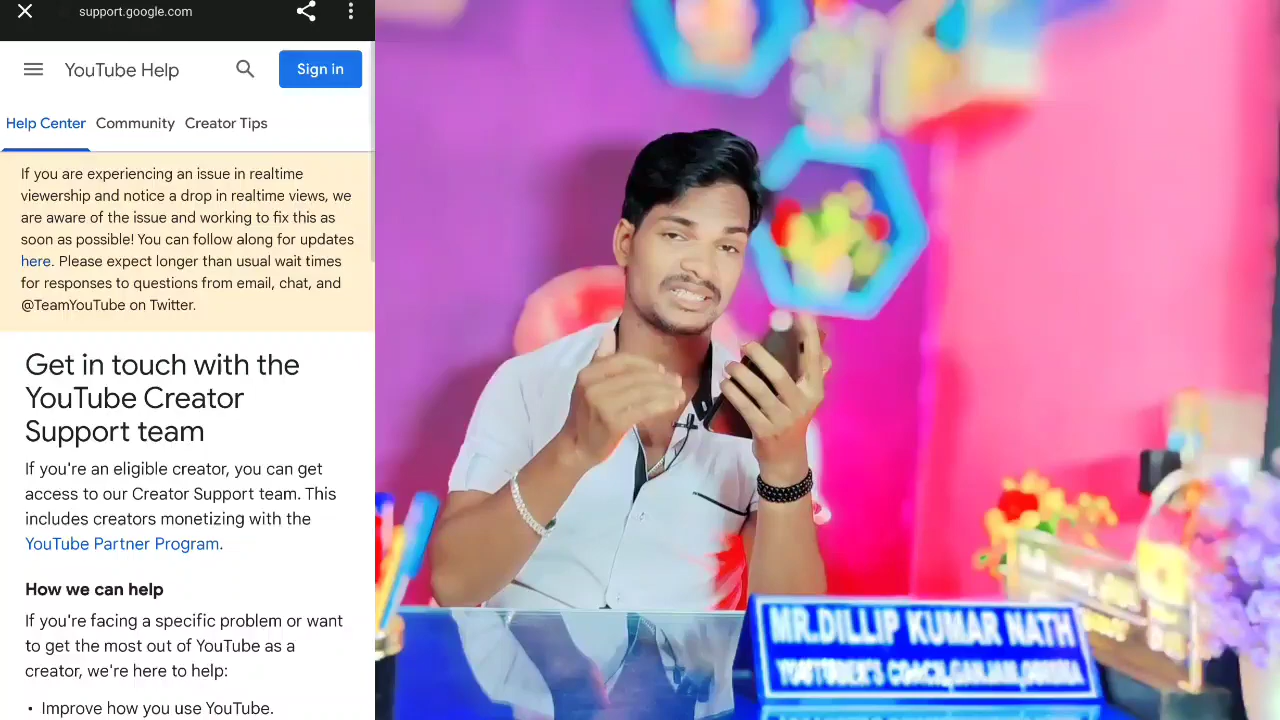 support.google.com
YouTube Help
Sign in
Help Center Community Creator Tips
If you are experiencing an issue in realtime
viewership and notice a drop in realtime views, we
are aware of the issue and working to fix this as
soon as possible! You can follow along for updates
here. Please expect longer than usual wait times
for responses to questions from email, chat, and
@TeamYouTube on Twitter.
Get in touch with the
YouTube Creator
Support team
If you're an eligible creator, you can get
access to our Creator Support team. This
includes creators monetizing with the
YouTube Partner Program.
How we can help
If you're facing a specific problem or want
to get the most out of YouTube as a
creator, we're here to help:
• Improve how you use YouTube.
MR.DILLIP KUMAR NATH
COACH,GANJAM,